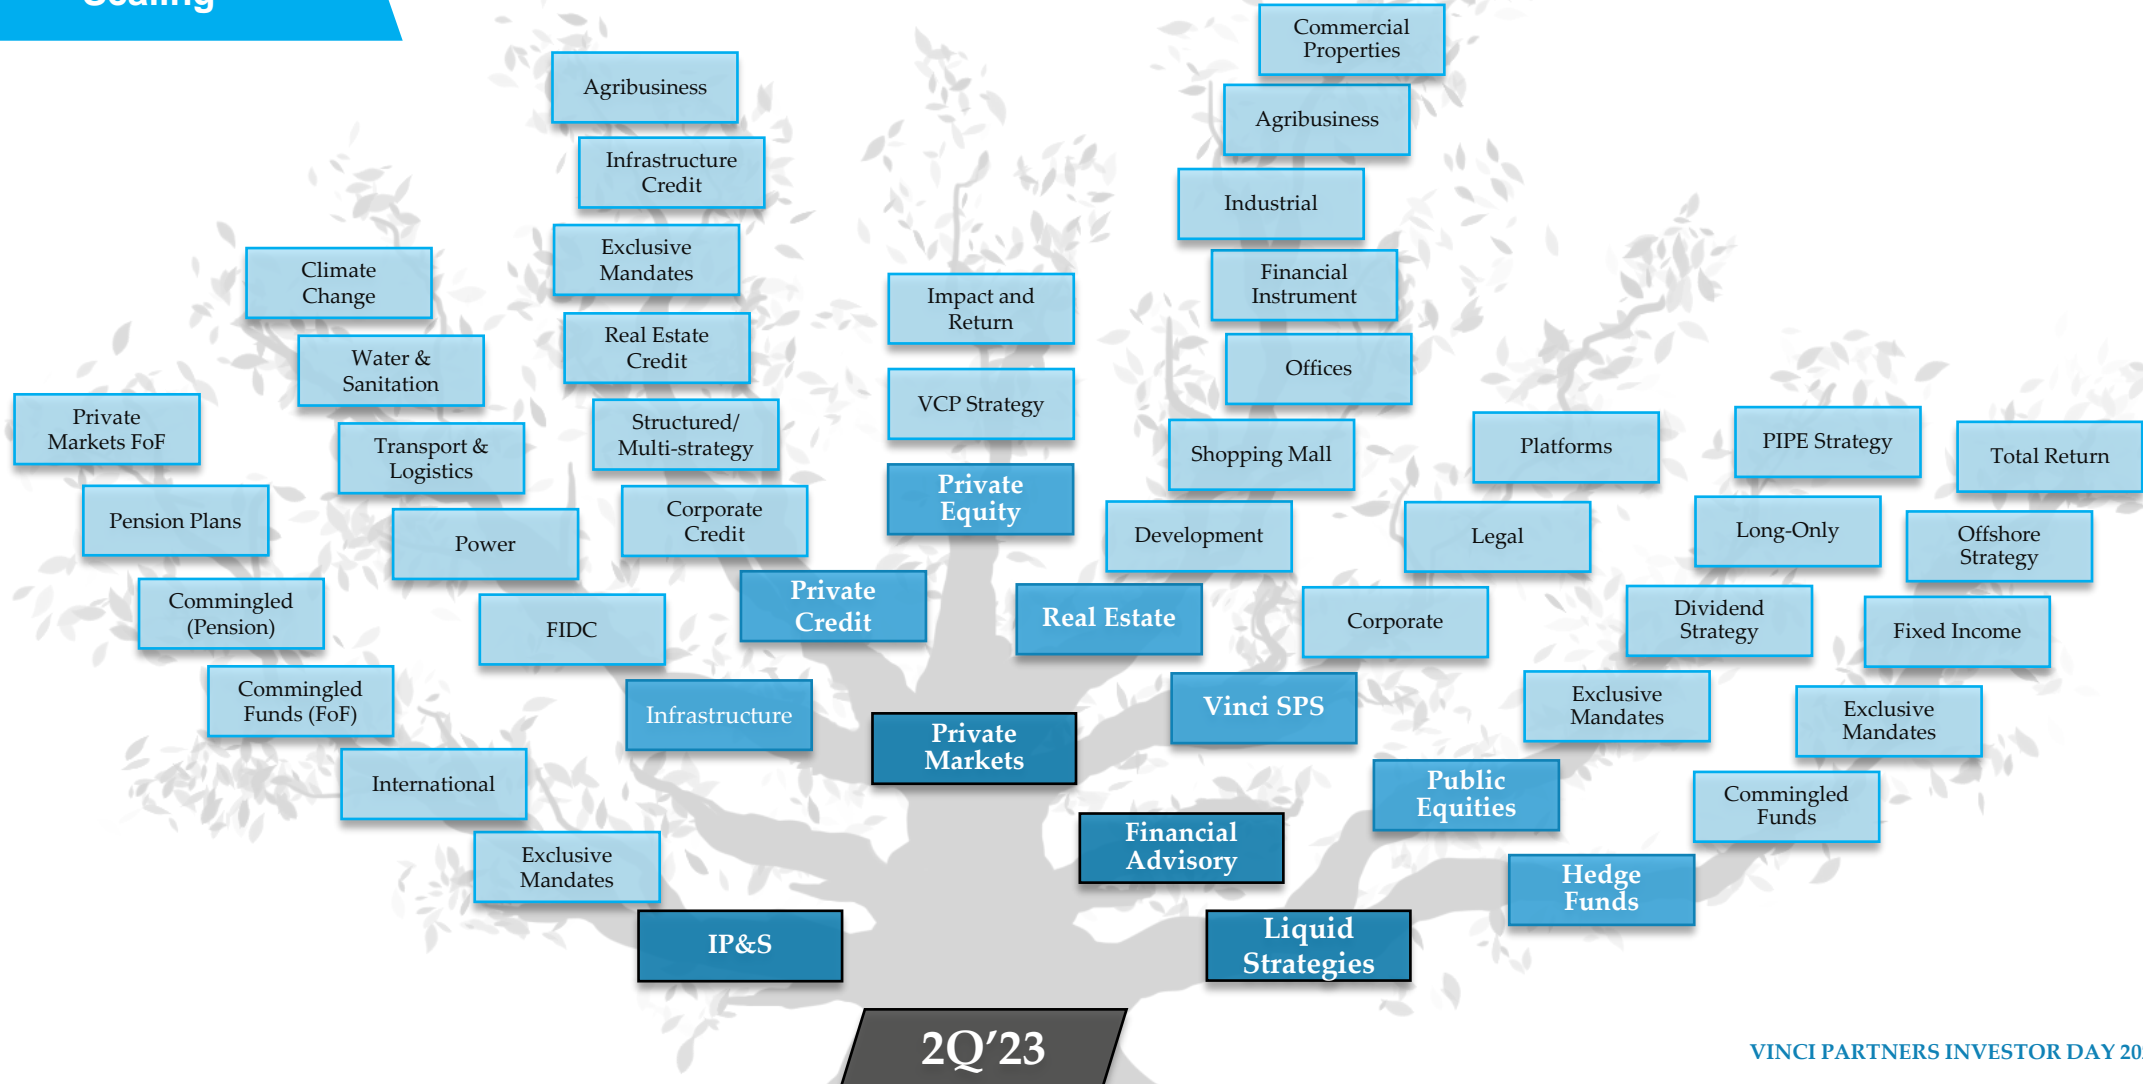 Scaling
Commercial
Properties
Agribusiness
Agribusiness
Infrastructure
Credit
Industrial
Exclusive
Mandates
Climate
Change
Financial
Instrument
Impact and
Return
Real Estate
Credit
Water &
Sanitation
Offices
VCP Strategy
Private
Markets FoF
Structured/
Multi-strategy
Transport &
Logistics
Shopping Mall
Platforms
PIPE Strategy
Total Return
Private
Equity
Pension Plans
Corporate
Credit
Power
Development
Legal
Long-Only
Offshore
Strategy
Commingled
(Pension)
FIDC
Private
Credit
Real Estate
Corporate
Dividend
Strategy
Fixed Income
Commingled
Funds (FoF)
Infrastructure
Vinci SPS
Exclusive
Mandates
Exclusive
Mandates
Private
Markets
International
Public
Equities
Commingled
Funds
Financial
Advisory
Exclusive
Mandates
Hedge
Funds
IP&S
Liquid
Strategies
2Q'23
VINCI PARTNERS INVESTOR DAY